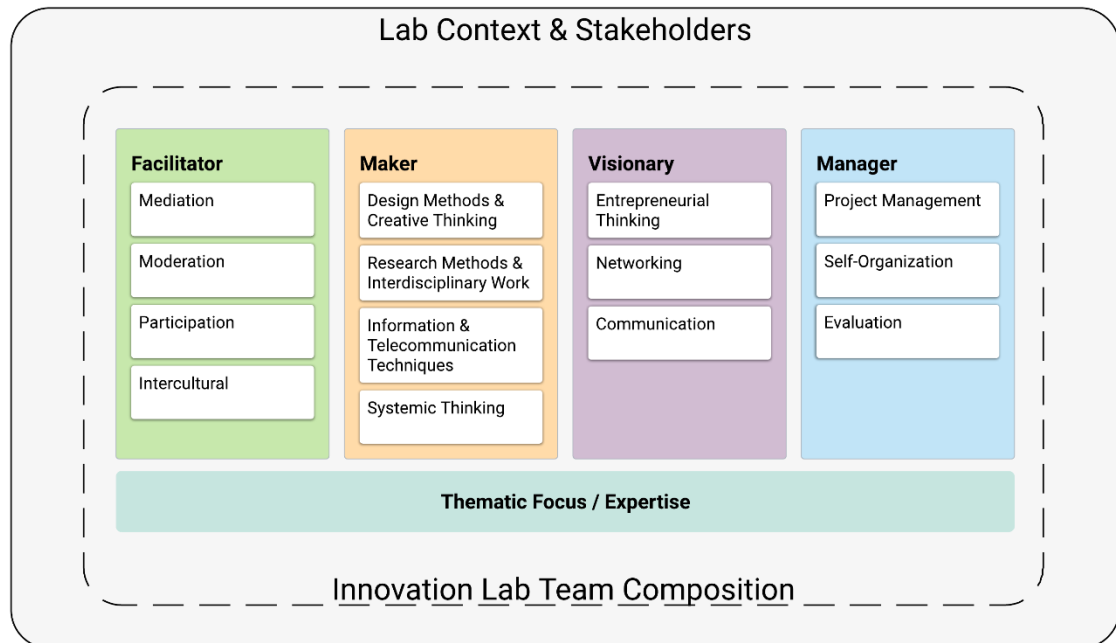 Lab Context & Stakeholders
Facilitator
Mediation
Moderation
Participation
Intercultural
Maker
Design Methods &
Creative Thinking
Research Methods &
Interdisciplinary Work
Information &
Telecommunication
Techniques
Systemic Thinking
Visionary
Entrepreneurial
Thinking
Networking
Communication
Manager
Project Management
Self-Organization
Evaluation
Thematic Focus / Expertise
Innovation Lab Team Composition